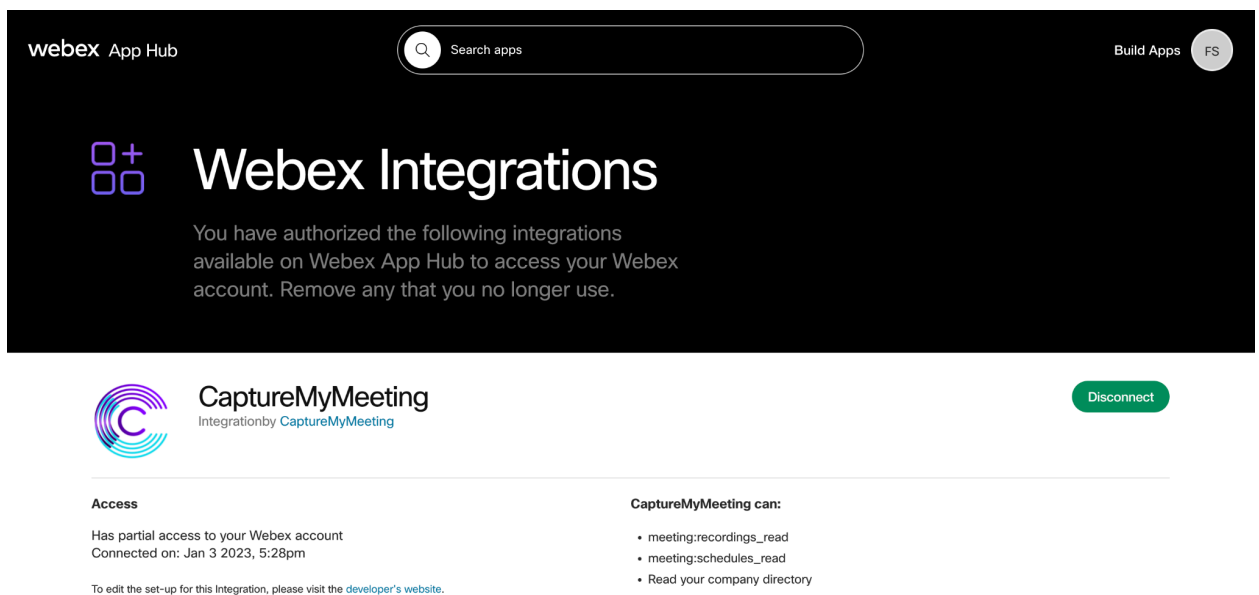 webex App Hub
Search apps
Build Apps
FS
Webex Integrations
You have authorized the following integrations
available on Webex App Hub to access your Webex
account. Remove any that you no longer use.
C
CaptureMyMeeting
Integrationby CaptureMyMeeting
Disconnect
Access
Has partial access to your Webex account
Connected on: Jan 3 2023, 5:28pm
To edit the set-up for this Integration, please visit the developer's website.
CaptureMyMeeting can:
• meeting:recordings_read
• meeting:schedules_read
• Read your company directory